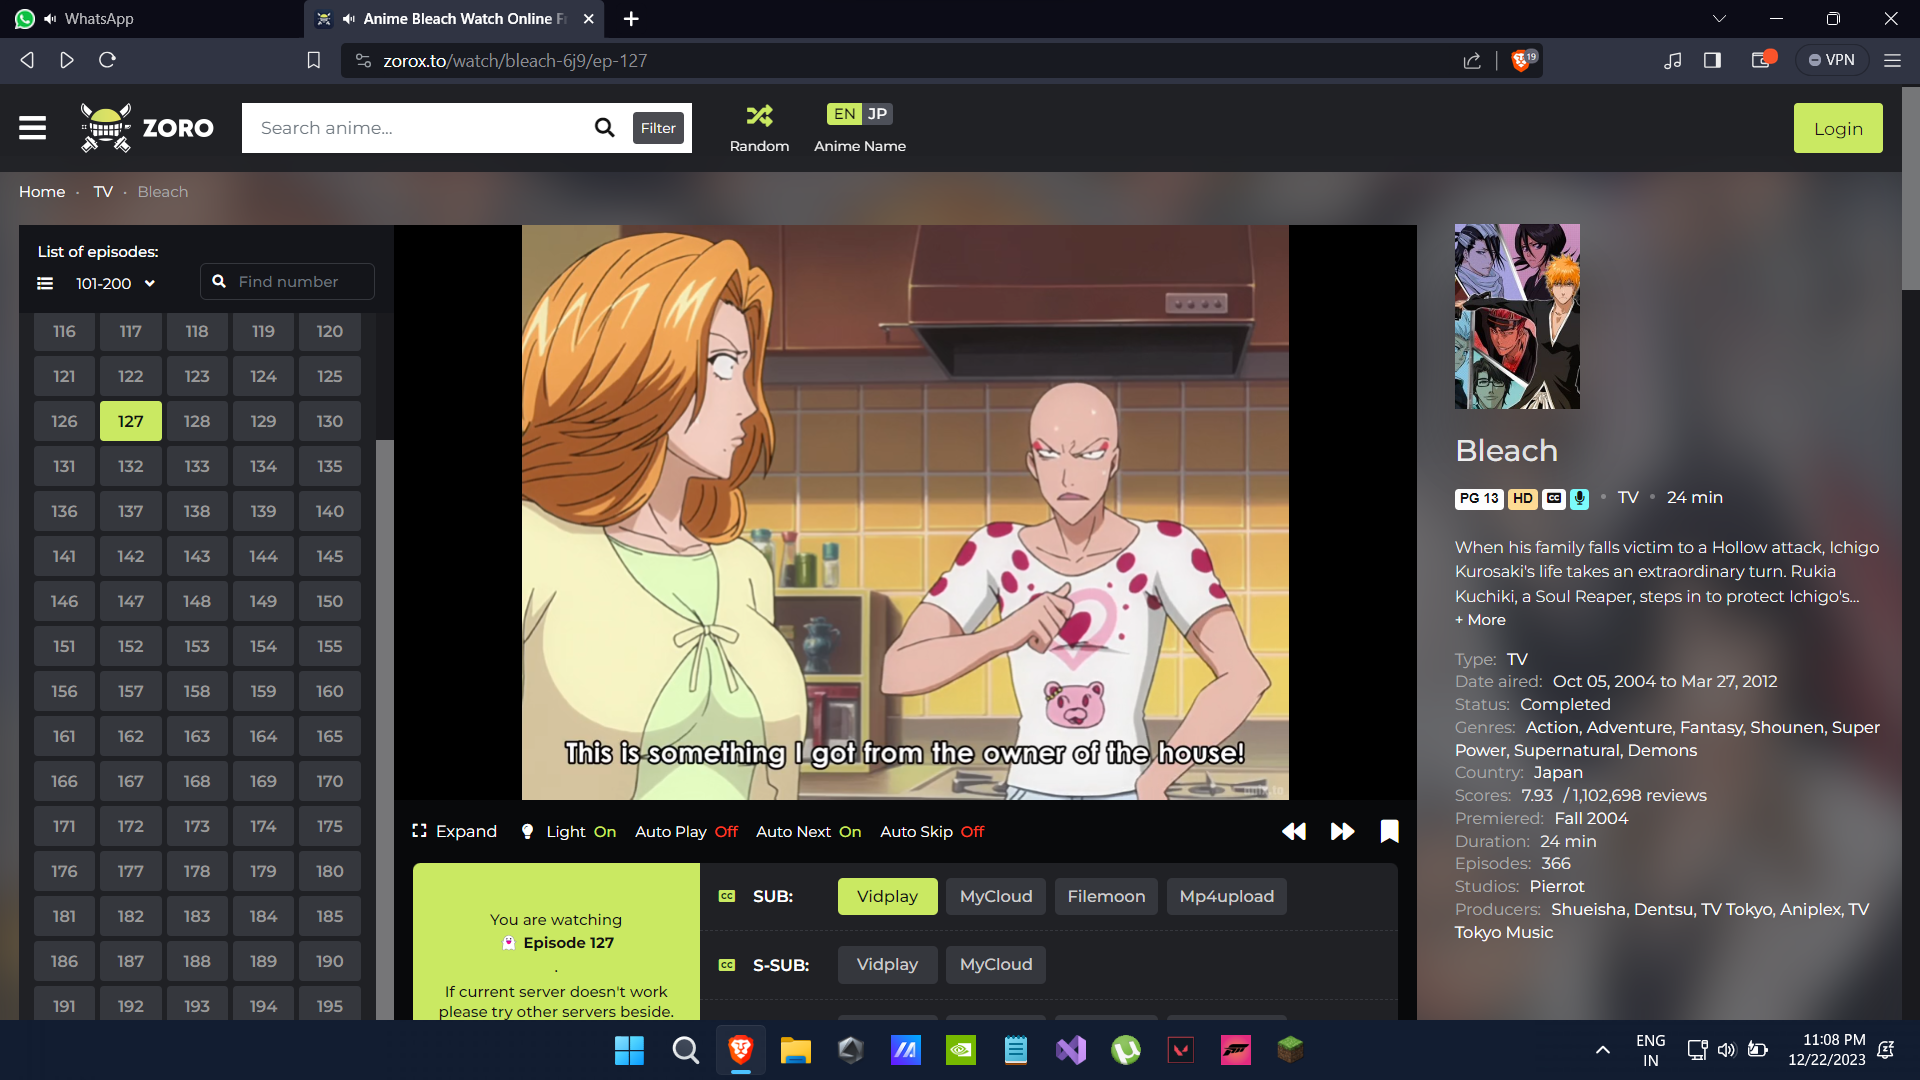 WhatsApp
Anime Bleach Watch Online Fr
zorox.to/watch/bleach-6j9/ep-127
19
VPN
ZORO
Search anime...
Filter
Random
EN JP
Anime Name
Login
Home · TV · Bleach
List of episodes:
101-200
Find number
116 117 118 119 120
121 122 123 124 125
126 127 128 129 130
131 132 133 134 135
136 137 138 139 140
141 142 143 144 145
146 147 148 149 150
151 152 153 154 155
156 157 158 159 160
161 162 163 164 165
166 167 168 169 170
171 172 173 174 175
176 177 178 179 180
181 182 183 184 185
186 187 188 189 190
191 192 193 194 195
This is something I got from the owner of the house!
Expand Light On Auto Play Off Auto Next On Auto Skip Off
You are watching
Episode 127
.
If current server doesn't work
please try other servers beside.
CC SUB: Vidplay MyCloud Filemoon Mp4upload
CC S-SUB: Vidplay MyCloud
Bleach
PG 13 HD CC • TV • 24 min
When his family falls victim to a Hollow attack, Ichigo
Kurosaki's life takes an extraordinary turn. Rukia
Kuchiki, a Soul Reaper, steps in to protect Ichigo's...
+ More
Type: TV
Date aired: Oct 05, 2004 to Mar 27, 2012
Status: Completed
Genres: Action, Adventure, Fantasy, Shounen, Super
Power, Supernatural, Demons
Country: Japan
Scores: 7.93 / 1,102,698 reviews
Premiered: Fall 2004
Duration: 24 min
Episodes: 366
Studios: Pierrot
Producers: Shueisha, Dentsu, TV Tokyo, Aniplex, TV
Tokyo Music
ENG
IN
11:08 PM
12/22/2023